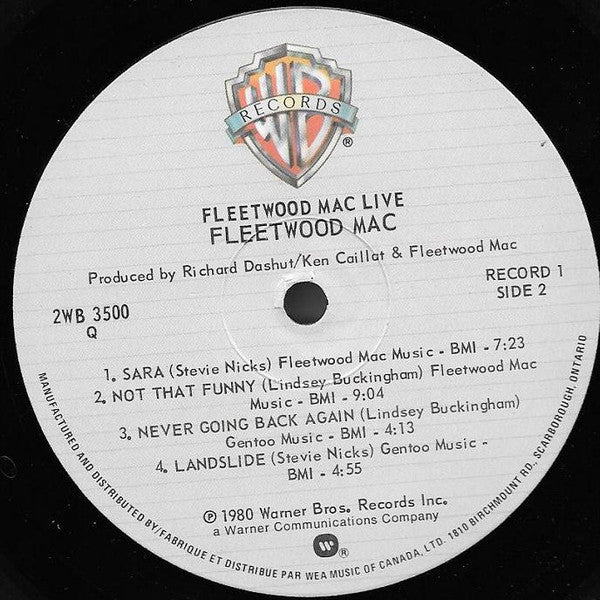 WB
RECORDS
®
FLEETWOOD MAC LIVE
FLEETWOOD MAC
Produced by Richard Dashut/Ken Caillat & Fleetwood Mac
2WB 3500
Q
RECORD 1
SIDE 2
1. SARA (Stevie Nicks) Fleetwood Mac Music - BMI - 7:23
2. NOT THAT FUNNY (Lindsey Buckingham) Fleetwood Mac
Music - BMI - 9:04
3. NEVER GOING BACK AGAIN (Lindsey Buckingham)
Gentoo Music - BMI - 4:13
4. LANDSLIDE (Stevie Nicks) Gentoo Music -
BMI - 4:55
℗ 1980 Warner Bros. Records Inc.
a Warner Communications Company
®
MANUFACTURED AND DISTRIBUTED BY/FABRIQUE ET DISTRIBUE PAR WEA MUSIC OF CANADA, LTD. 1810 BIRCHMOUNT RD., SCARBOROUGH, ONTARIO